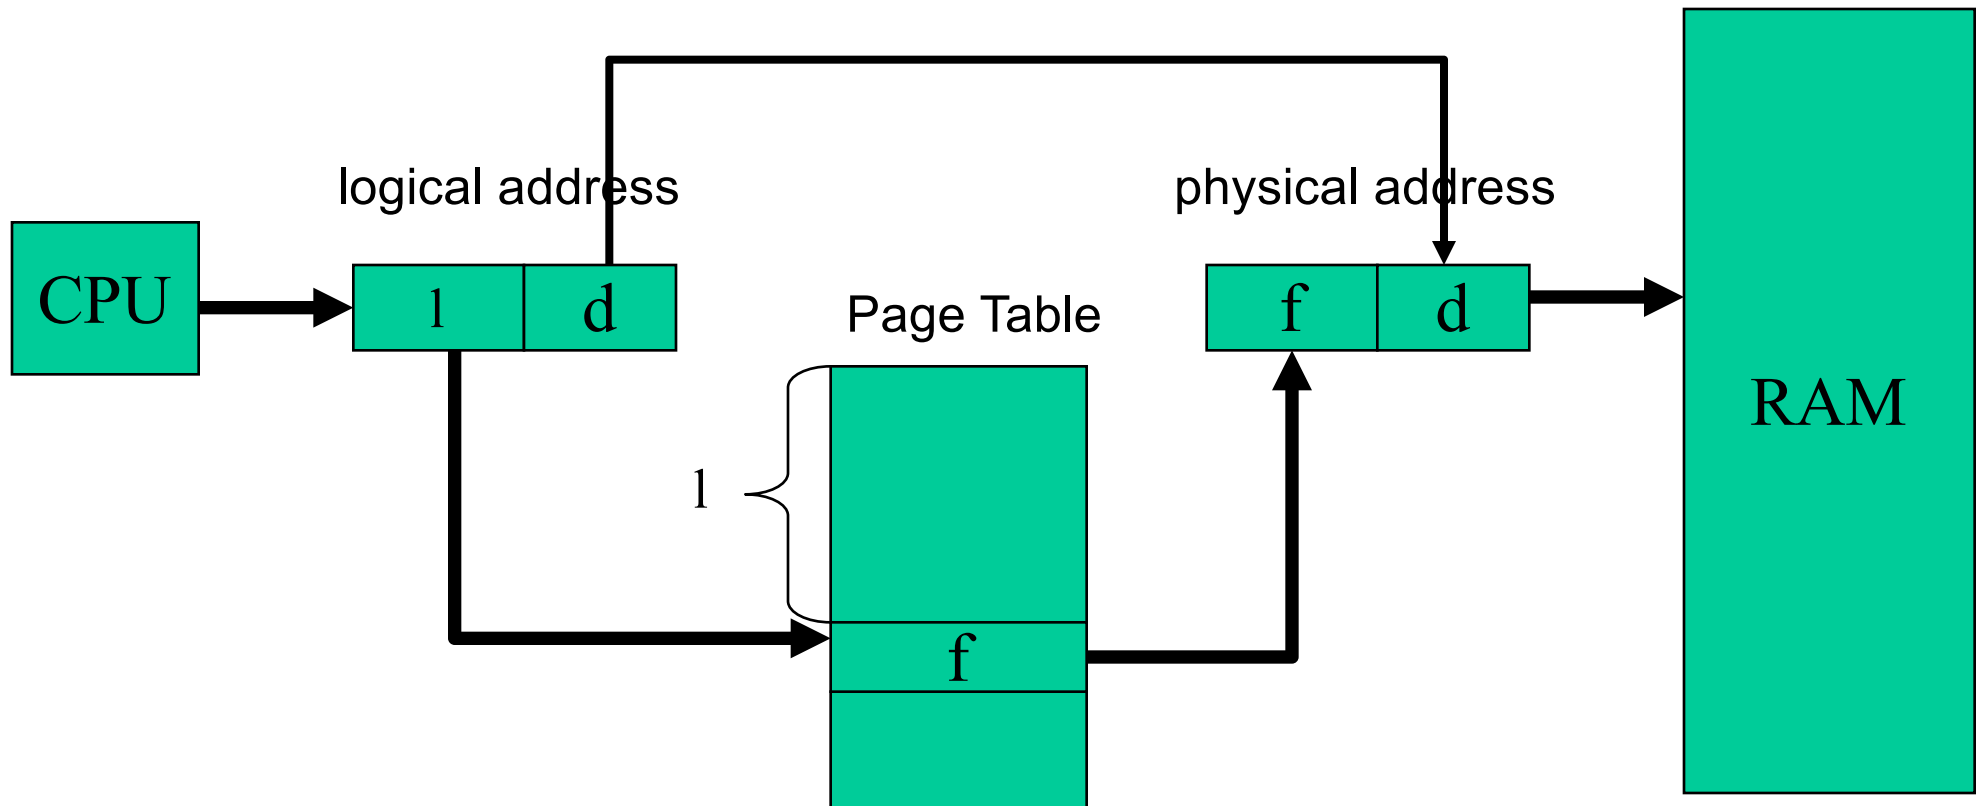 logical address
physical address
CPU
l
d
Page Table
f
d
RAM
l
f